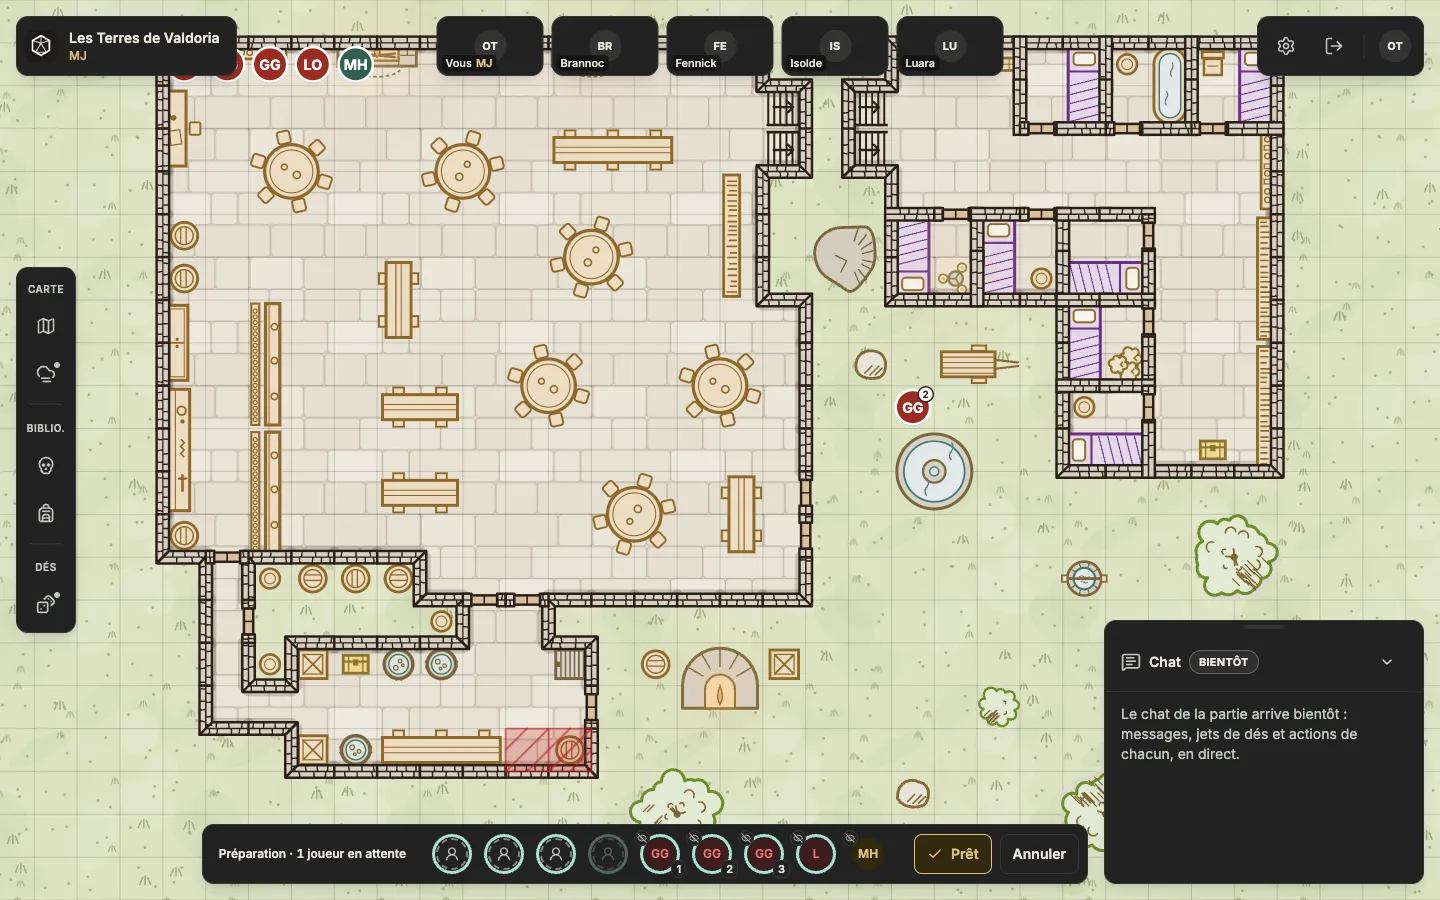 Les Terres de Valdoria
MJ
GG
LO
MH
OT
Vous MJ
BR
Brannoc
FE
Fennick
IS
Isolde
LU
Luara
OT
CARTE
BIBLIO.
DÉS
GG
2
Chat
BIENTÔT
Le chat de la partie arrive bientôt :
messages, jets de dés et actions de
chacun, en direct.
Préparation · 1 joueur en attente
GG
1
GG
2
GG
3
L
MH
Prêt
Annuler